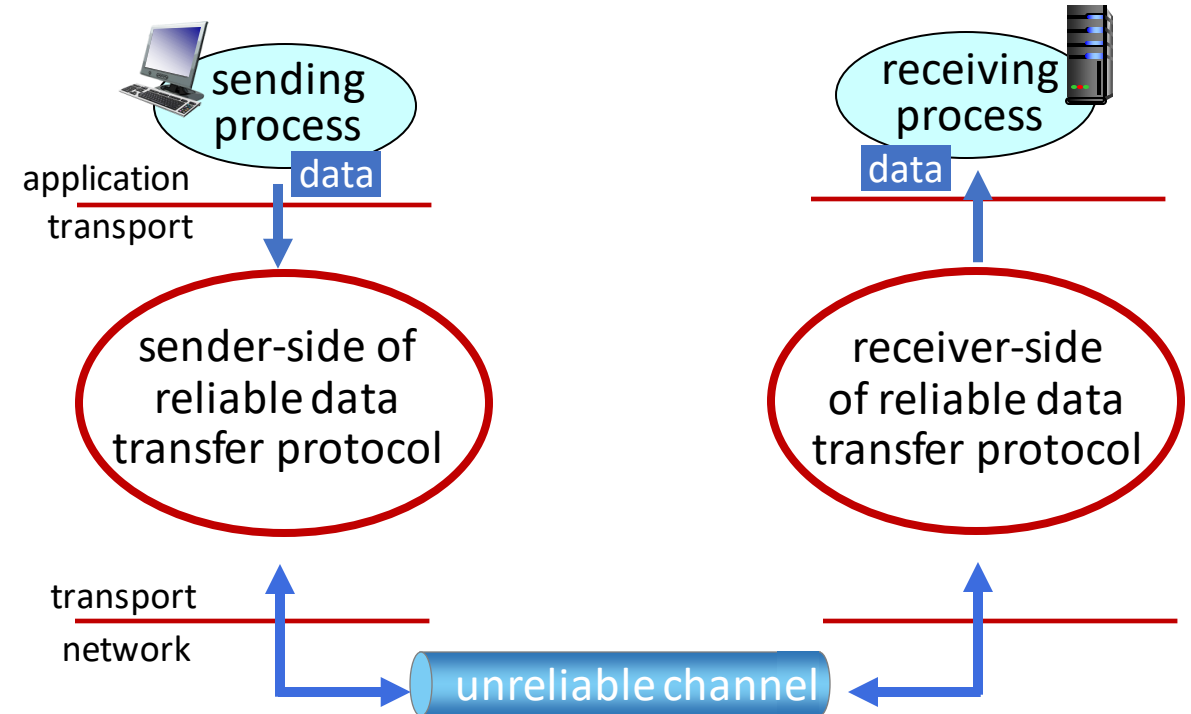 sending
process
data
application
transport
receiving
process
data
sender-side of
reliable data
transfer protocol
receiver-side
of reliable data
transfer protocol
transport
network
unreliable channel